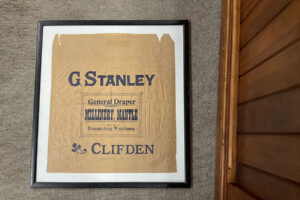 G. STANLEY
General Draper
MILLINERY, MANTLE
Dressmaking Warehouse.
CLIFDEN